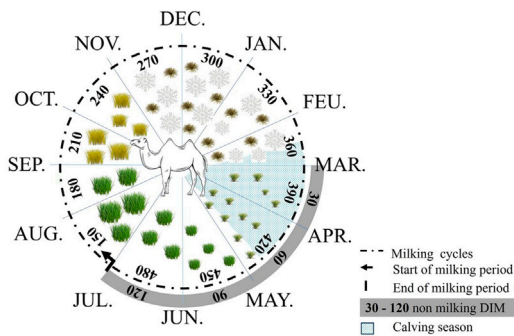 DEC.
JAN.
FEU.
MAR.
APR.
MAY.
JUN.
JUL.
AUG.
SEP.
OCT.
NOV.
300
330
360
390
420
450
480
150
180
210
240
270
30
60
90
120
Milking cycles
Start of milking period
End of milking period
30 - 120 non milking DIM
Calving season